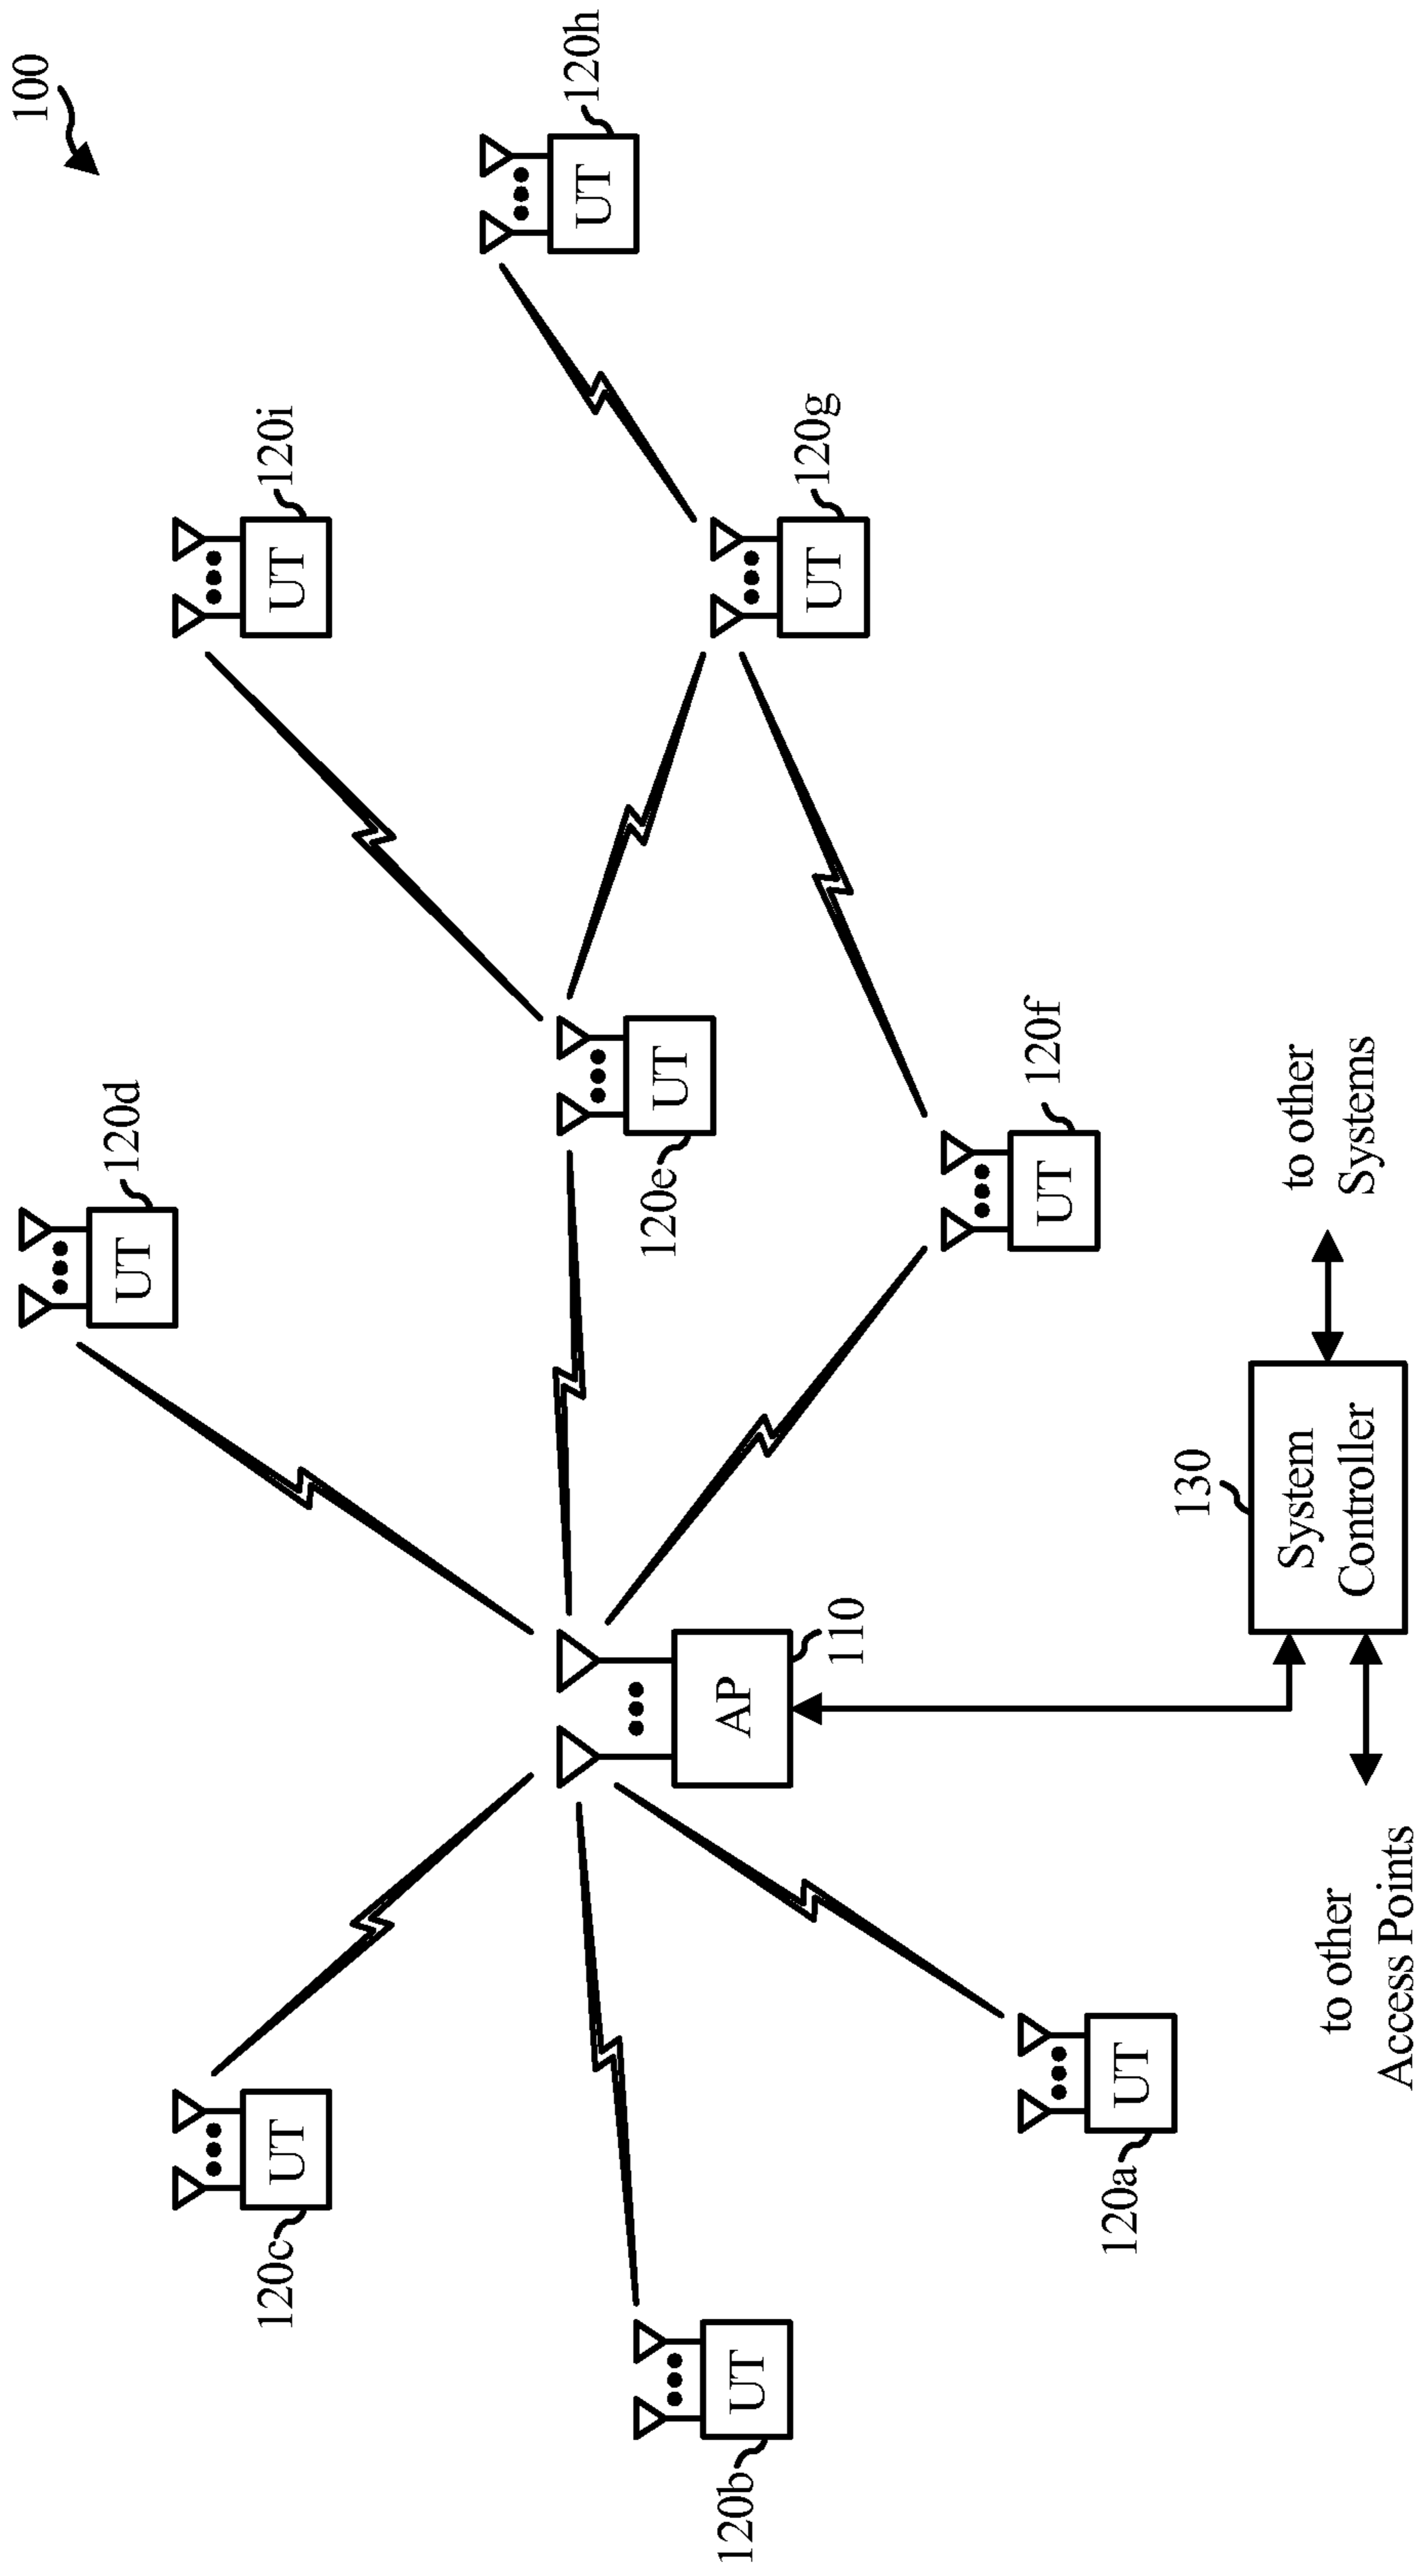 100
120d
UT
120i
UT
120c
UT
120h
UT
120e
UT
120g
UT
AP
110
120b
UT
120f
UT
120a
UT
130
System
Controller
to other
Systems
to other
Access Points